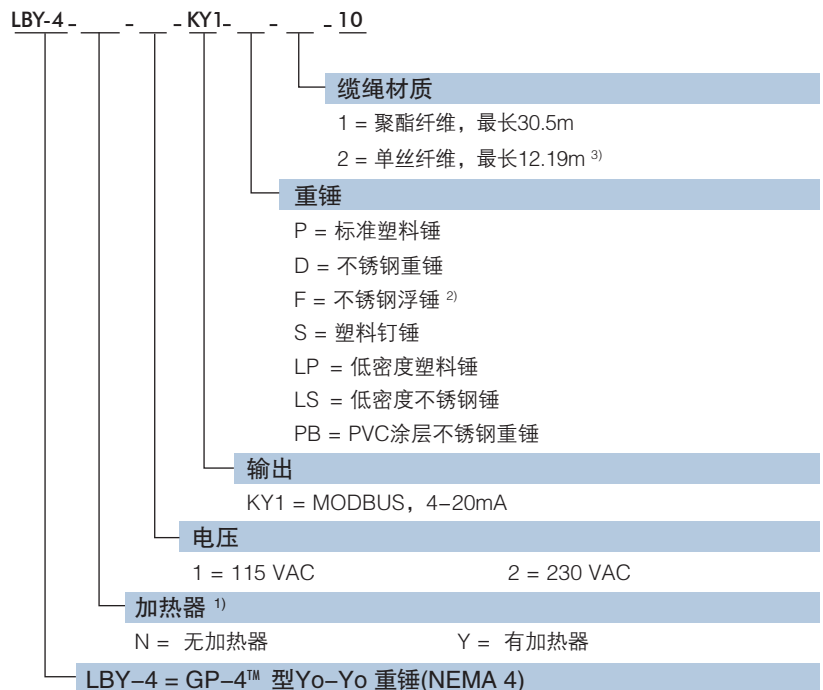 LBY-4- - -KY1- - -10
缆绳材质
1 = 聚酯纤维，最长30.5m
2 = 单丝纤维，最长12.19m 3)
重锤
P = 标准塑料锤
D = 不锈钢重锤
F = 不锈钢浮锤 2)
S = 塑料钉锤
LP = 低密度塑料锤
LS = 低密度不锈钢锤
PB = PVC涂层不锈钢重锤
输出
KY1 = MODBUS，4-20mA
电压
1 = 115 VAC 2 = 230 VAC
加热器 1)
N = 无加热器 Y = 有加热器
LBY-4 = GP-4™ 型Yo-Yo 重锤(NEMA 4)